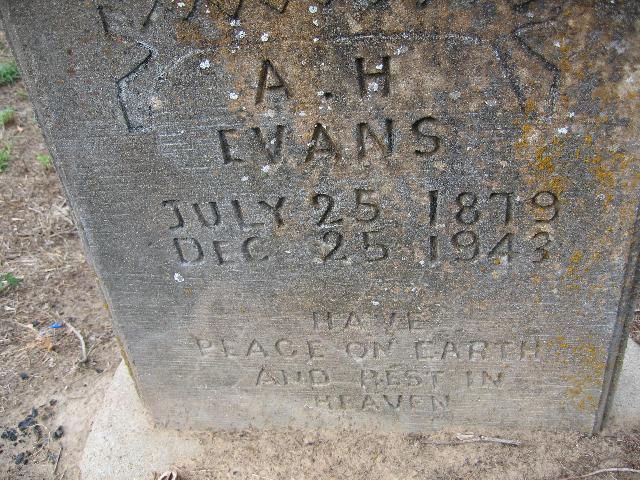 A. H
EVANS
JULY 25 1879
DEC 25 1943
HAVE
PEACE ON EARTH
AND REST IN
HEAVEN